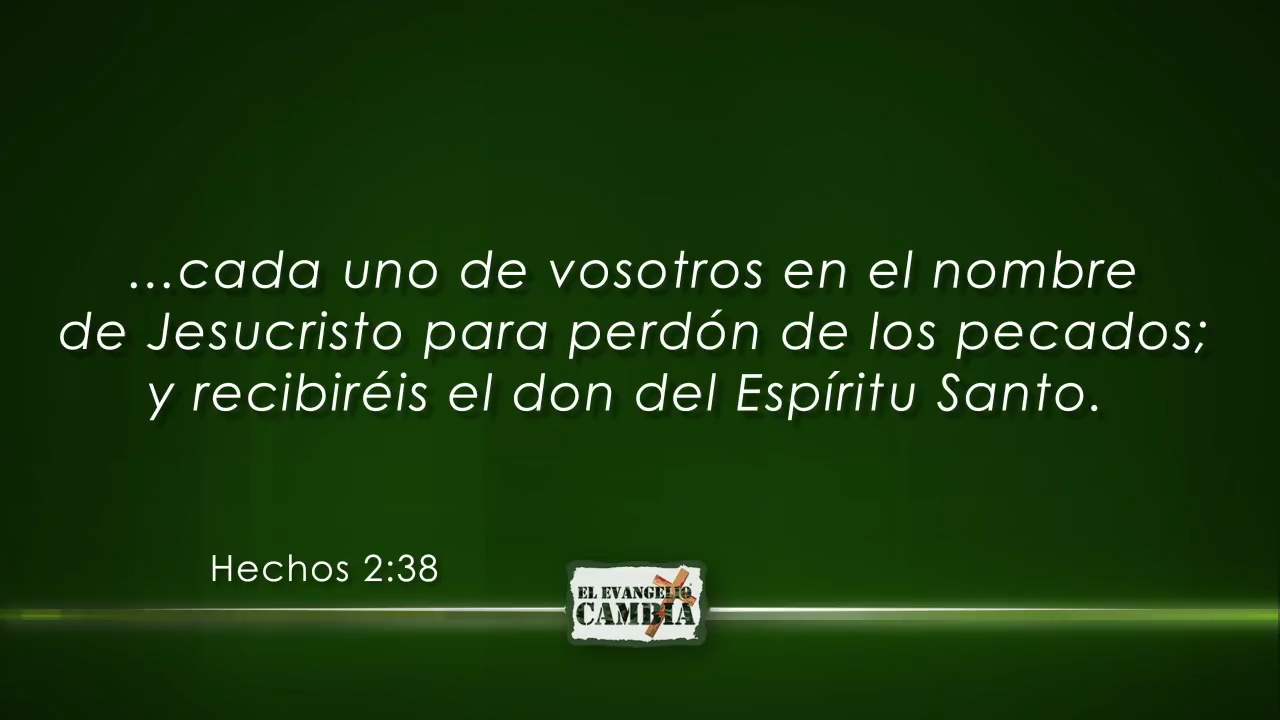 ...cada uno de vosotros en el nombre
de Jesucristo para perdón de los pecados;
y recibiréis el don del Espíritu Santo.
Hechos 2:38
EL EVANGELIO
CAMBIA